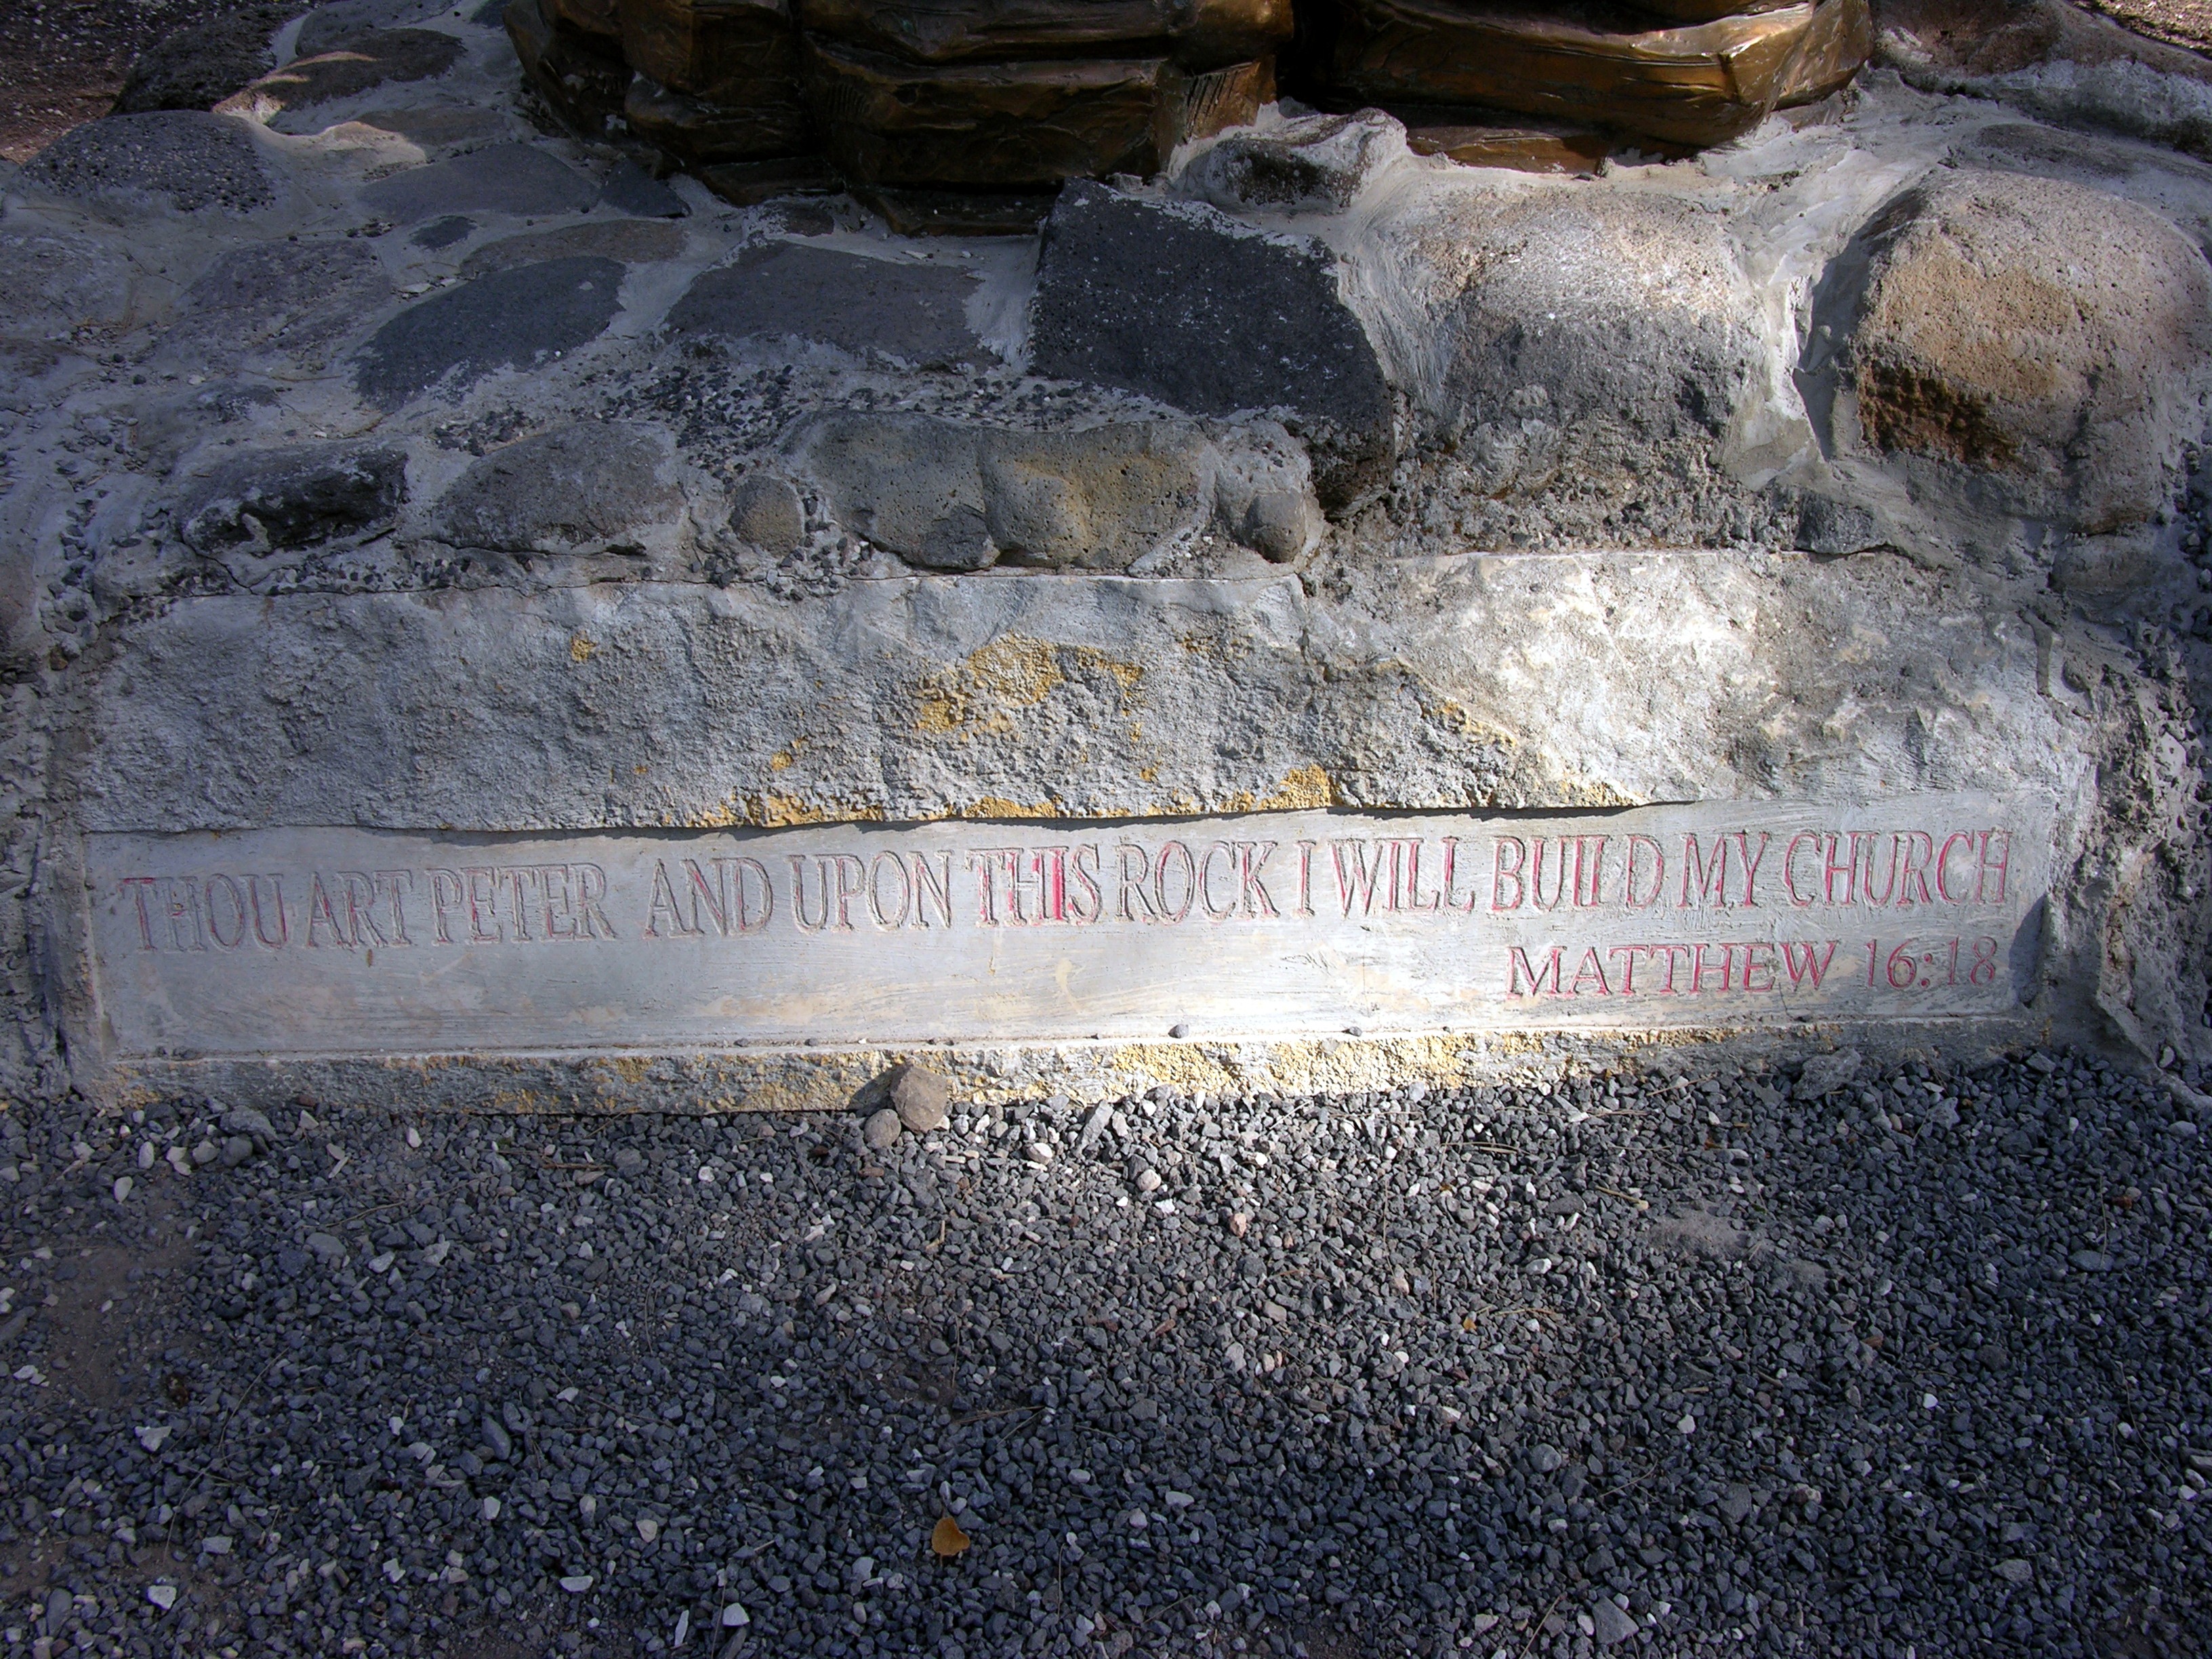 THOU ART PETER AND UPON THIS ROCK I WILL BUILD MY CHURCH
MATTHEW 16:18